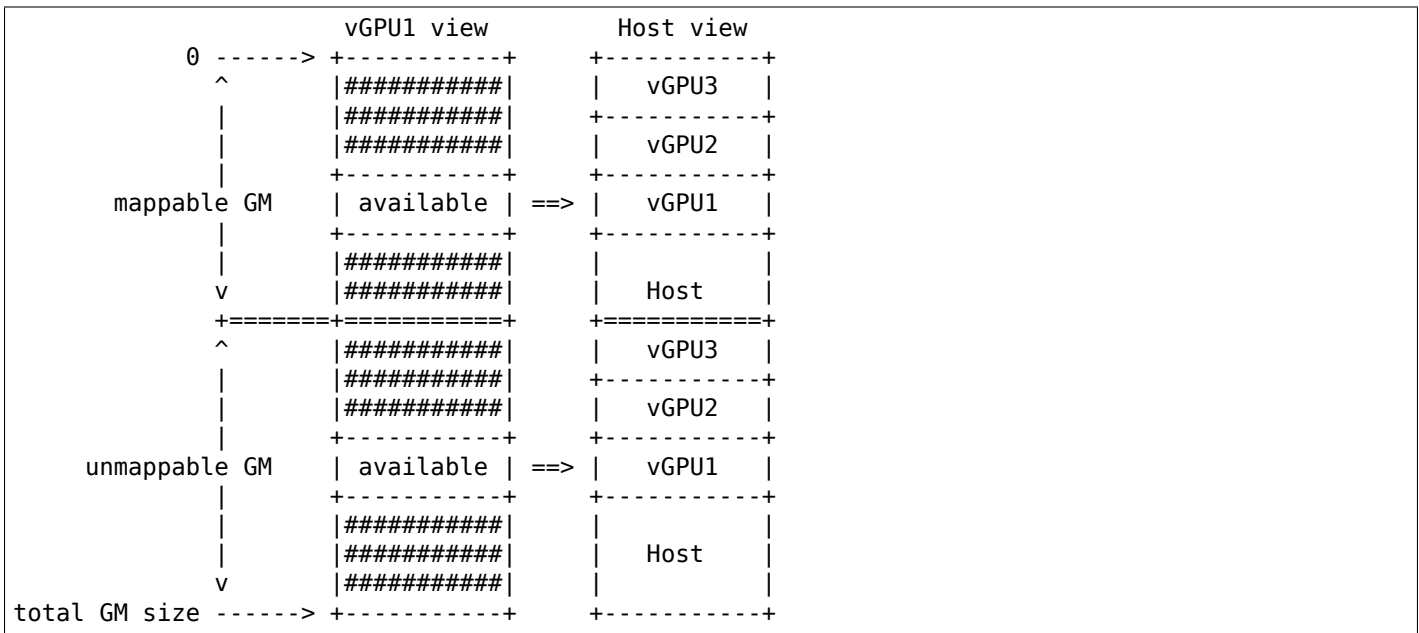 vGPU1 view         Host view
            0 ------> +-----------+     +-----------+
              ^       |###########|     |   vGPU3   |
              |       |###########|     +-----------+
              |       |###########|     |   vGPU2   |
              |       +-----------+     +-----------+
       mappable GM    | available | ==> |   vGPU1   |
              |       +-----------+     +-----------+
              |       |###########|     |           |
              v       |###########|     |   Host    |
              +=======+===========+     +===========+
              ^       |###########|     |   vGPU3   |
              |       |###########|     +-----------+
              |       |###########|     |   vGPU2   |
              |       +-----------+     +-----------+
     unmappable GM    | available | ==> |   vGPU1   |
              |       +-----------+     +-----------+
              |       |###########|     |           |
              |       |###########|     |   Host    |
              v       |###########|     |           |
total GM size ------> +-----------+     +-----------+